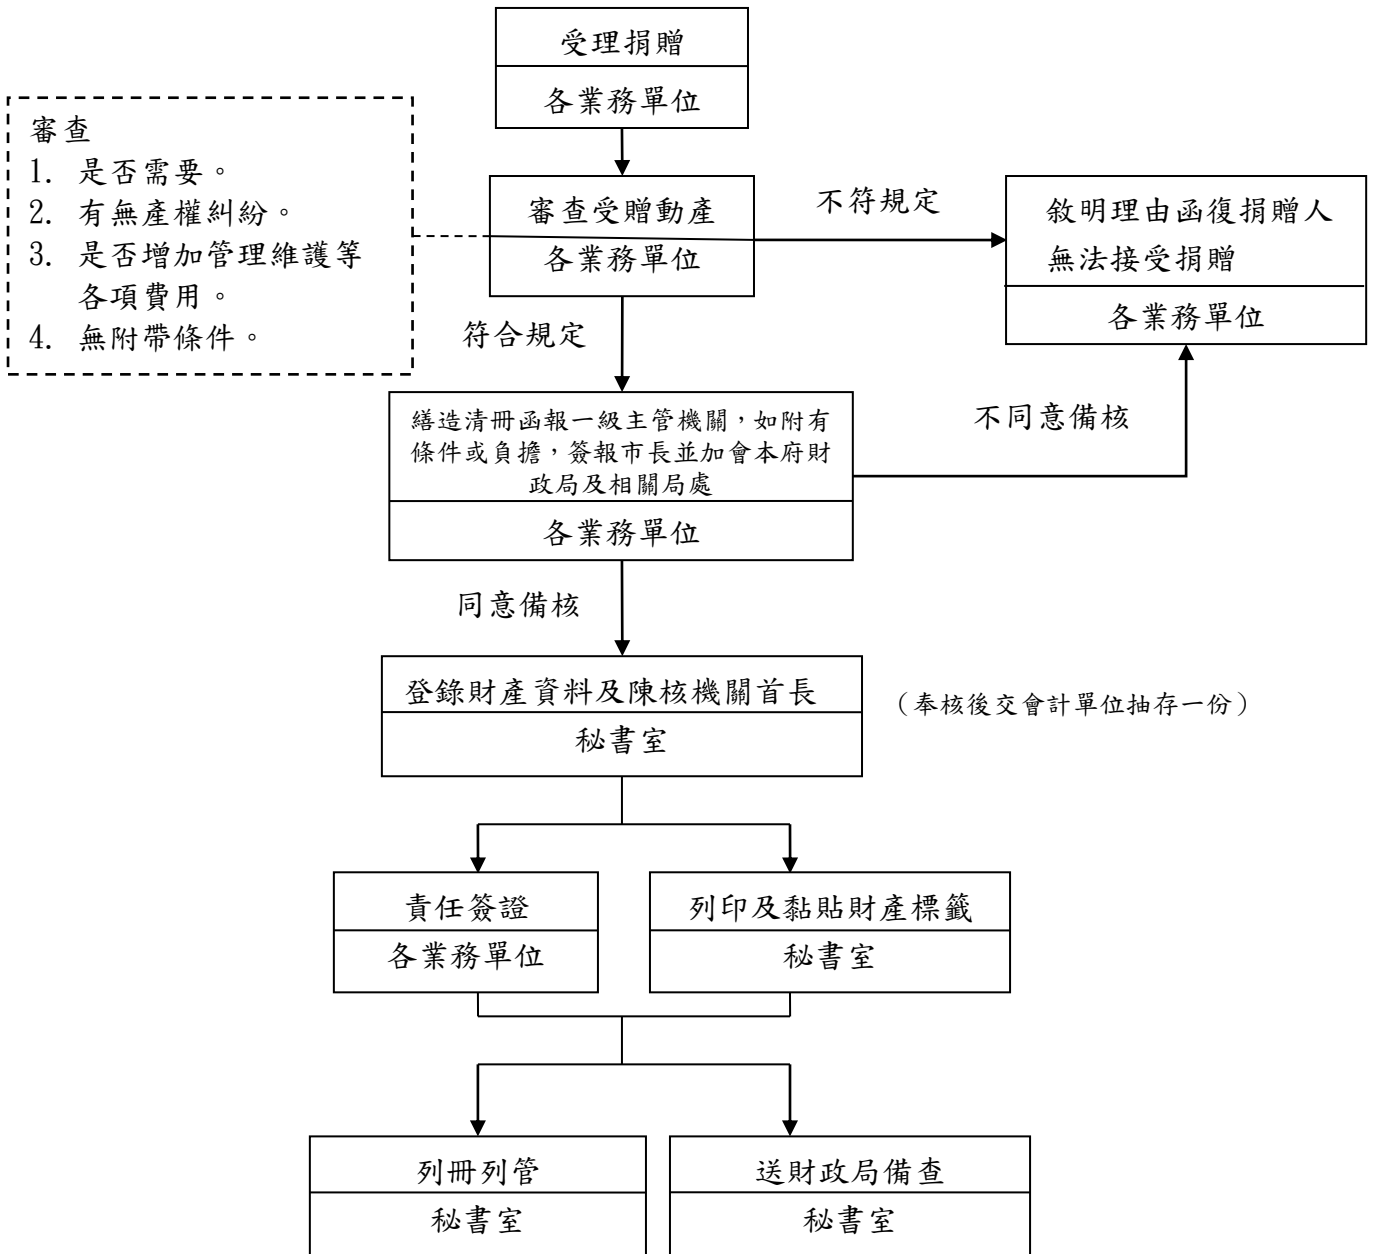 受理捐贈
各業務單位
審查
1. 是否需要。
2. 有無產權糾紛。
3. 是否增加管理維護等
各項費用。
4. 無附帶條件。
審查受贈動產
各業務單位
不符規定
敘明理由函復捐贈人
無法接受捐贈
各業務單位
符合規定
繕造清冊函報一級主管機關，如附有
條件或負擔，簽報市長並加會本府財
政局及相關局處
各業務單位
不同意備核
同意備核
登錄財產資料及陳核機關首長
秘書室
（奉核後交會計單位抽存一份）
責任簽證
各業務單位
列印及黏貼財產標籤
秘書室
列冊列管
秘書室
送財政局備查
秘書室